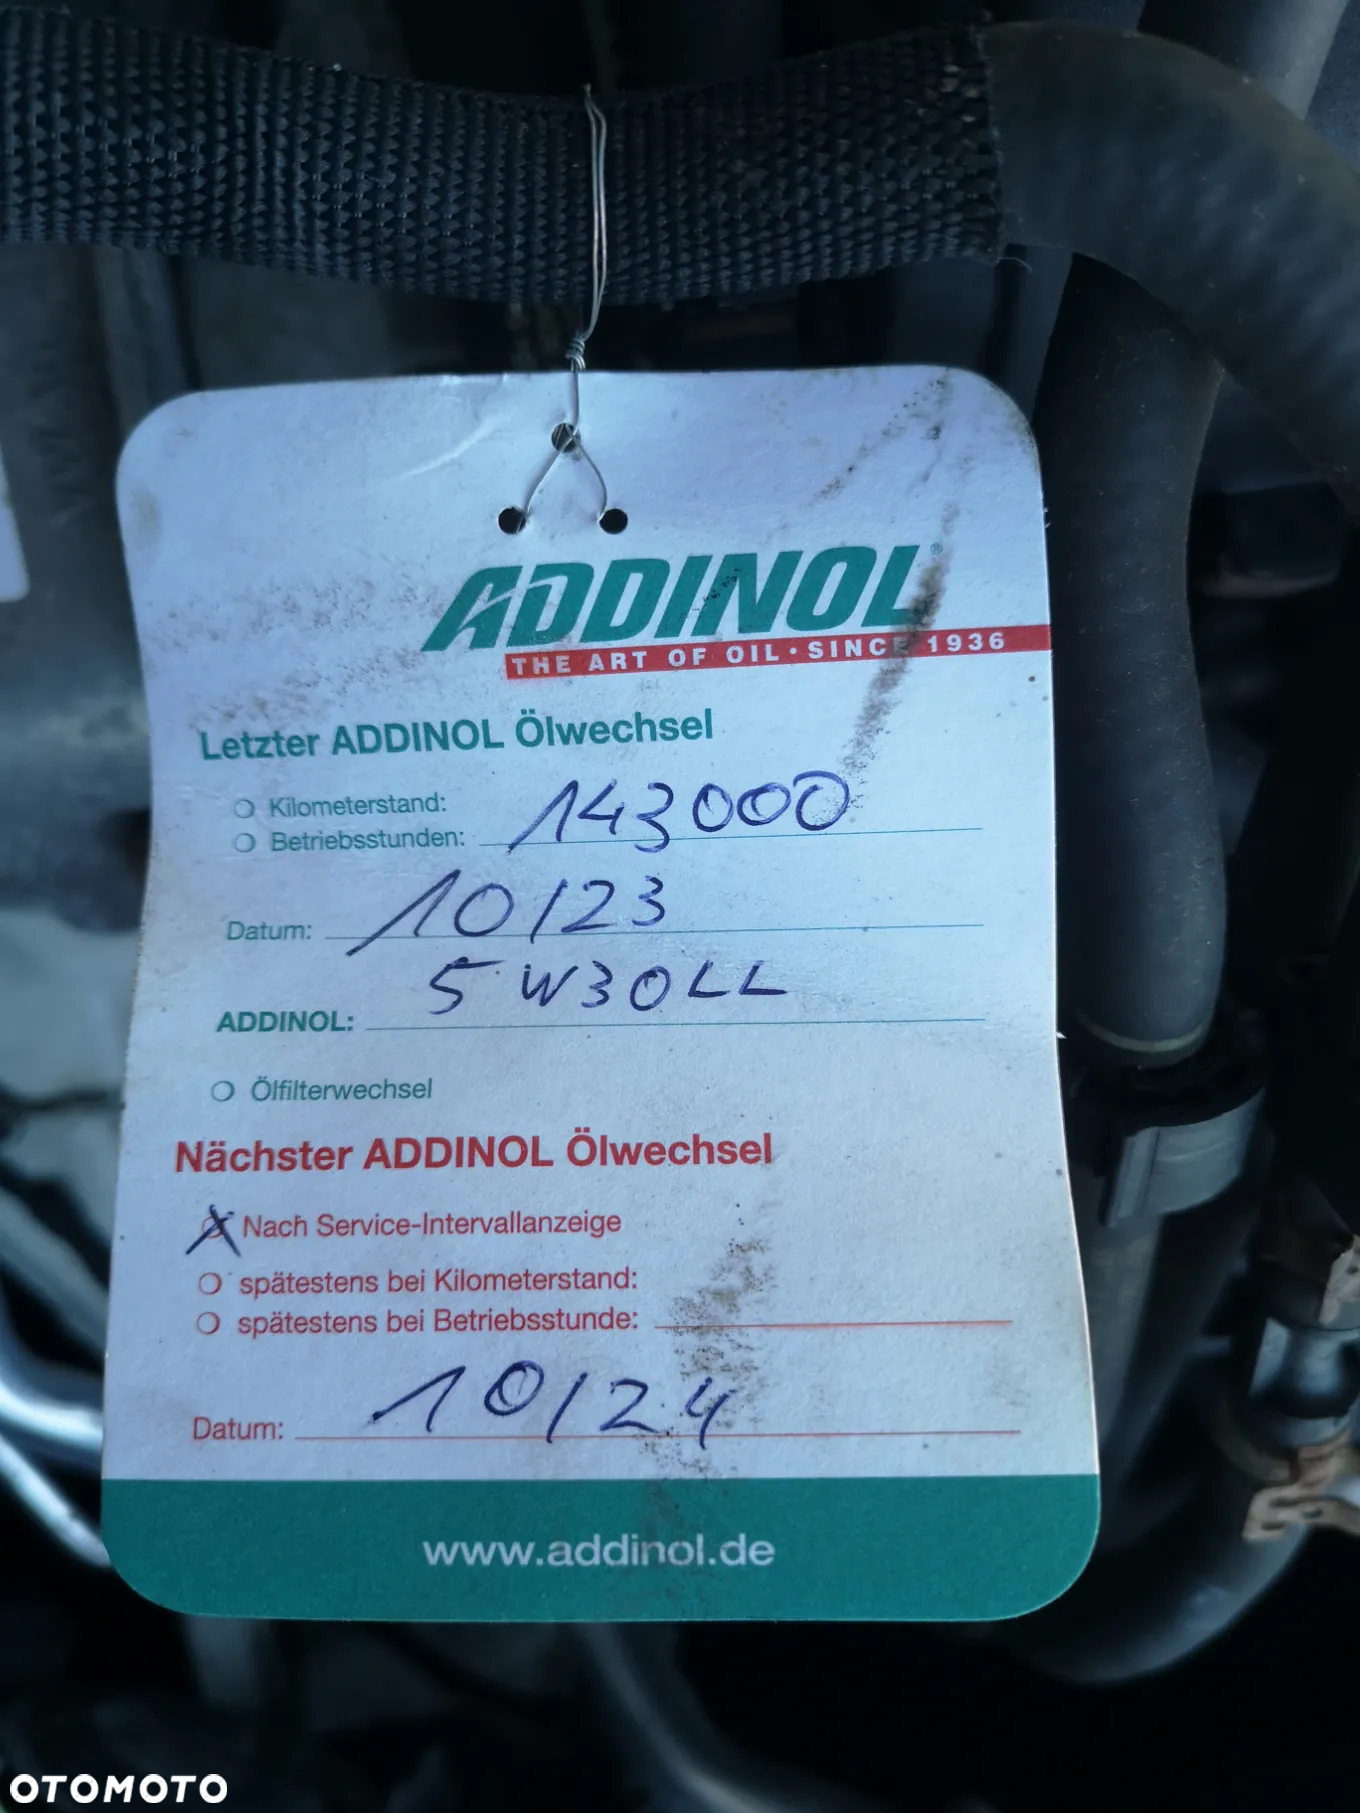 ADDINOL®
THE ART OF OIL • SINCE 1936
Letzter ADDINOL Ölwechsel
Kilometerstand:
Betriebsstunden: 143000
Datum: 10/23
ADDINOL: 5W30LL
Ölfilterwechsel
Nächster ADDINOL Ölwechsel
X Nach Service-Intervallanzeige
spätestens bei Kilometerstand:
spätestens bei Betriebsstunde:
Datum: 10/24
www.addinol.de
OTOMOTO